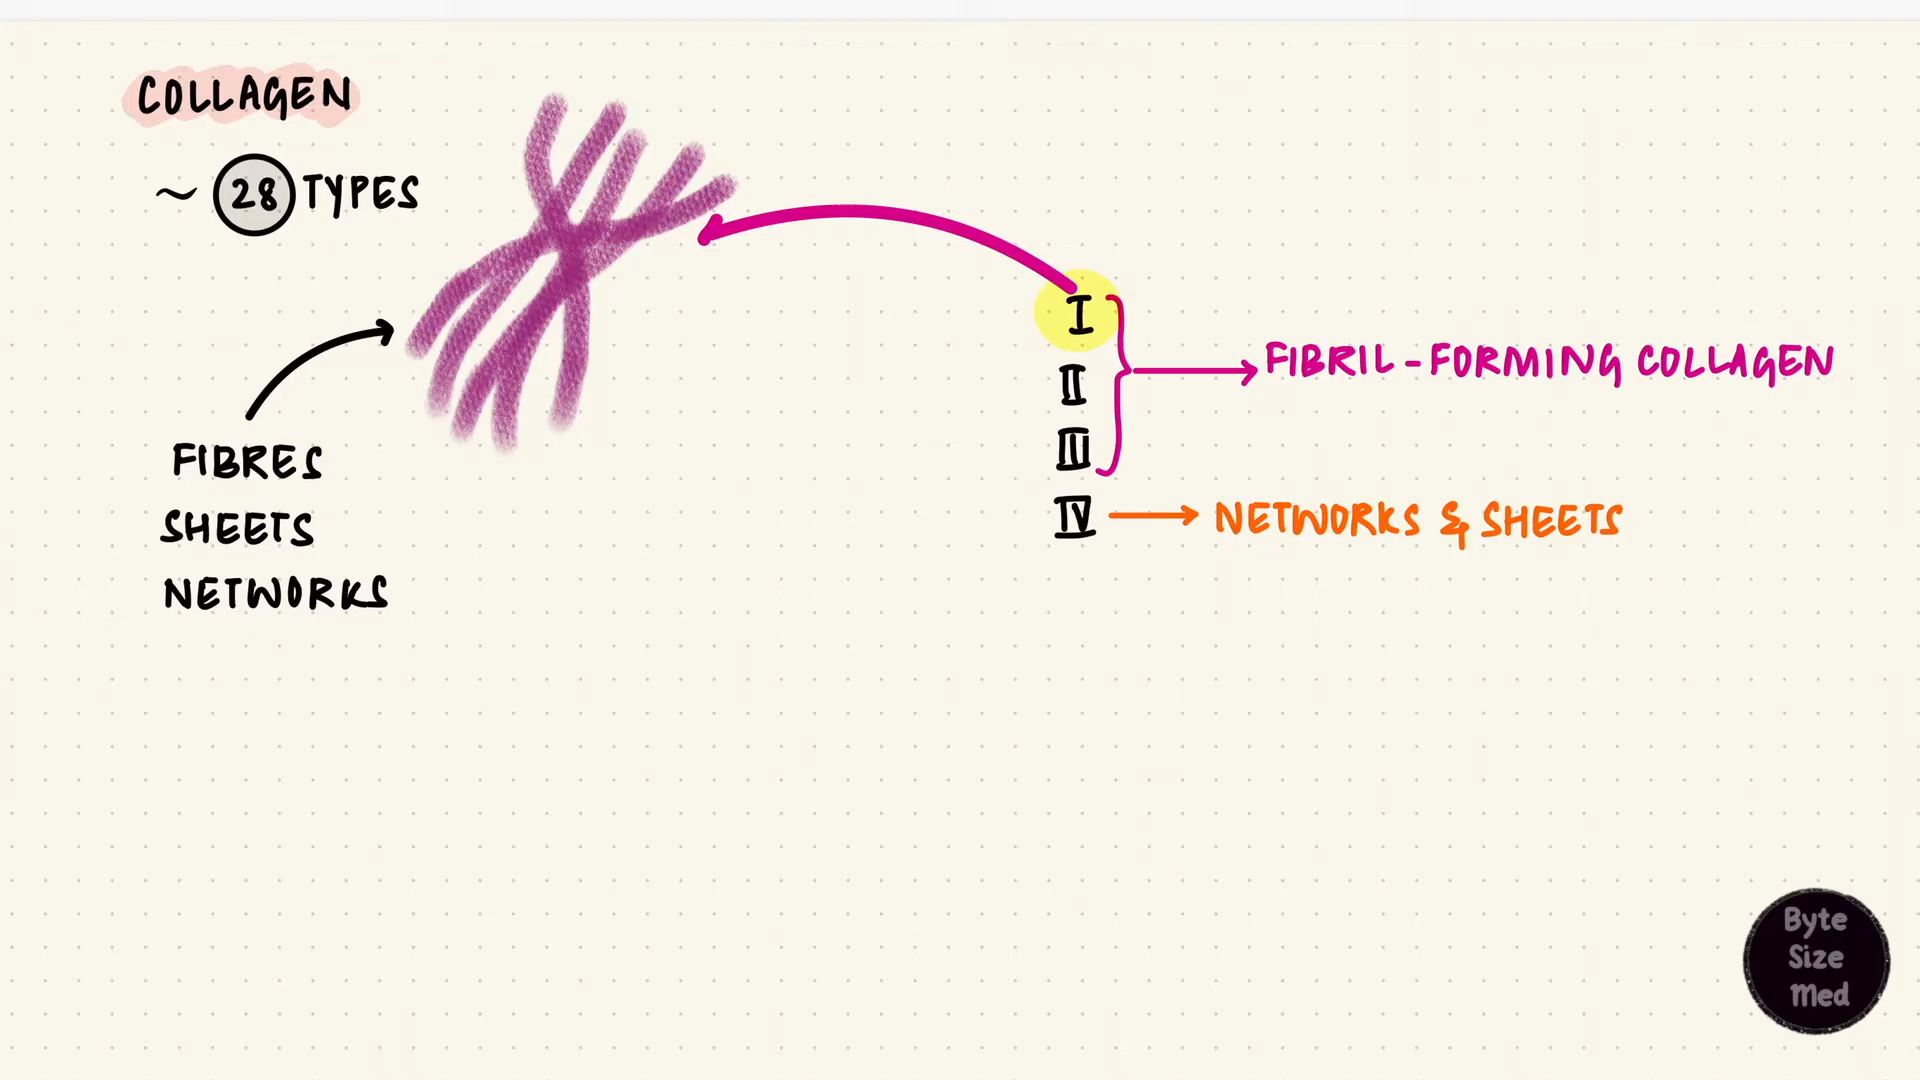 COLLAGEN
~ 28 TYPES
FIBRES
SHEETS
NETWORKS
I
II
III
IV
FIBRIL-FORMING COLLAGEN
NETWORKS & SHEETS
Byte
Size
Med